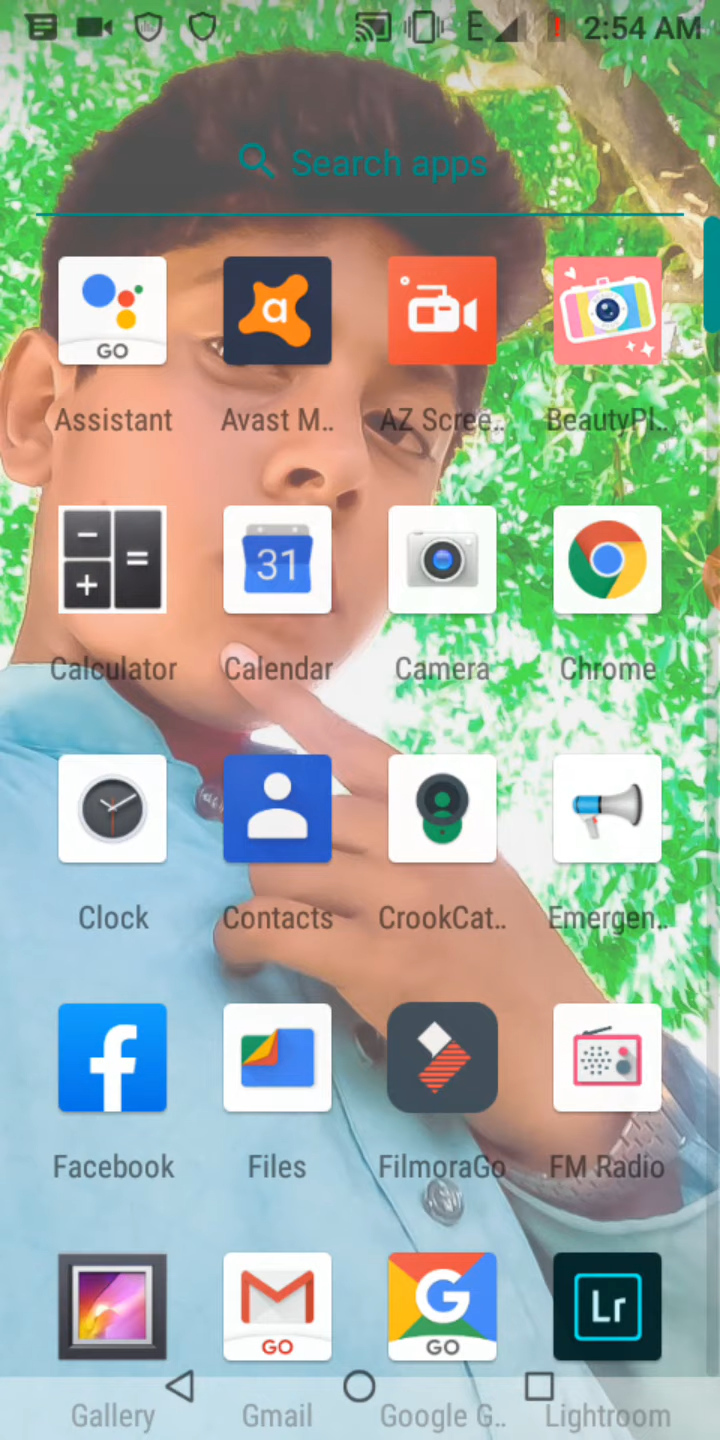 E 2:54 AM
Search apps
GO a
Assistant Avast M.. AZ Scree.. BeautyPl..
31
Calculator Calendar Camera Chrome
Clock Contacts CrookCat.. Emergen..
f
Facebook Files FilmoraGo FM Radio
G Lr
GO GO
Gallery Gmail Google G.. Lightroom